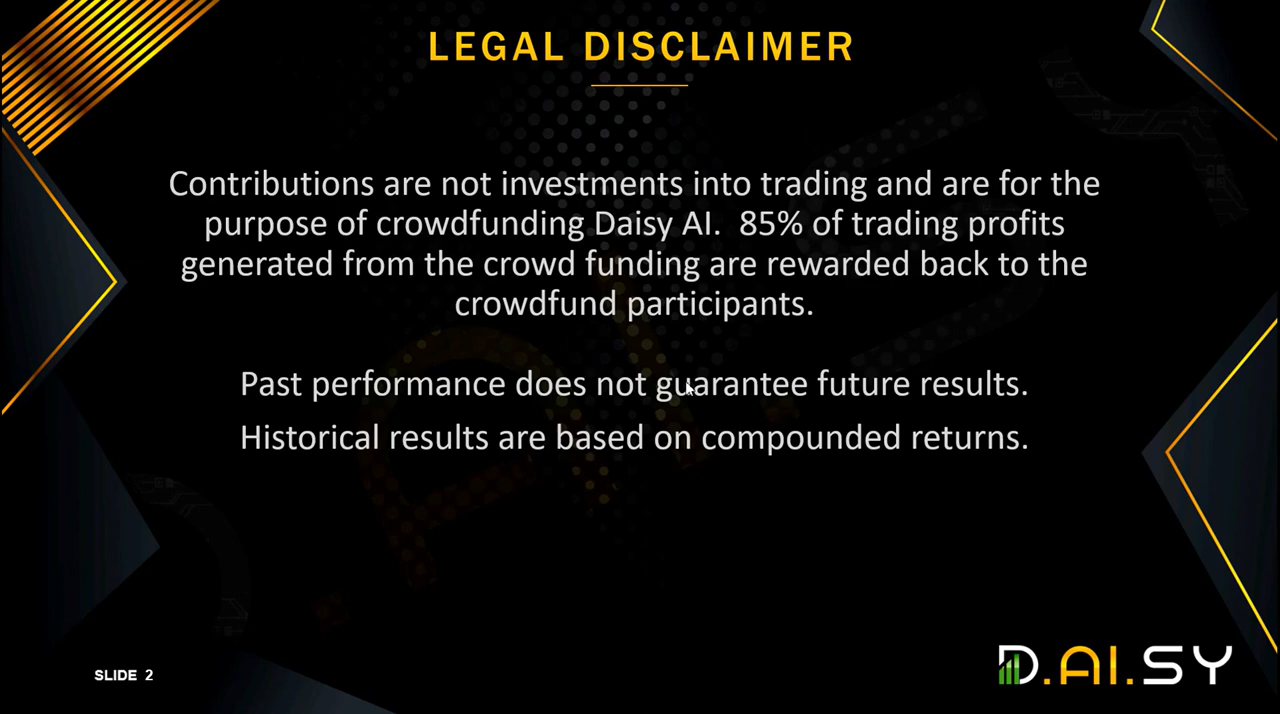 LEGAL DISCLAIMER
Contributions are not investments into trading and are for the
purpose of crowdfunding Daisy AI.  85% of trading profits
generated from the crowd funding are rewarded back to the
crowdfund participants.
Past performance does not guarantee future results.
Historical results are based on compounded returns.
SLIDE 2
D.AI.SY